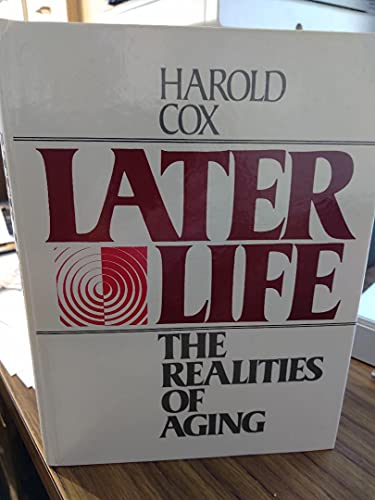 HAROLD
COX
LATER
LIFE
THE
REALITIES
OF
AGING